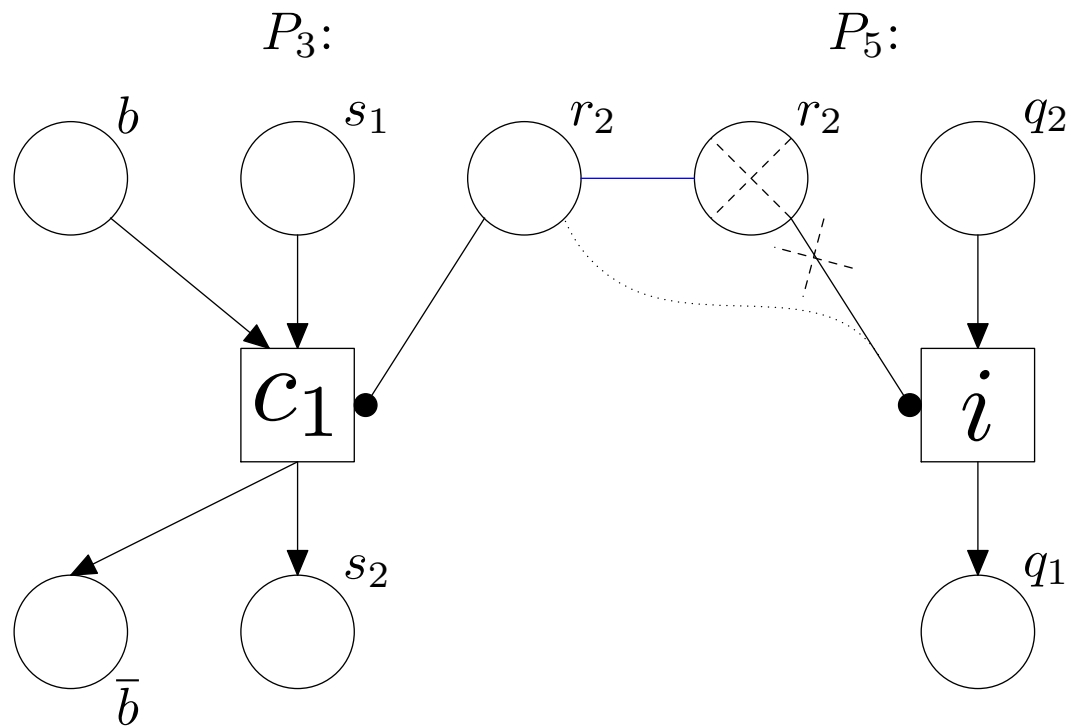 P₃: P₅:
b s₁ r₂ r₂ q₂
c₁ i
s₂ q₁
b̅